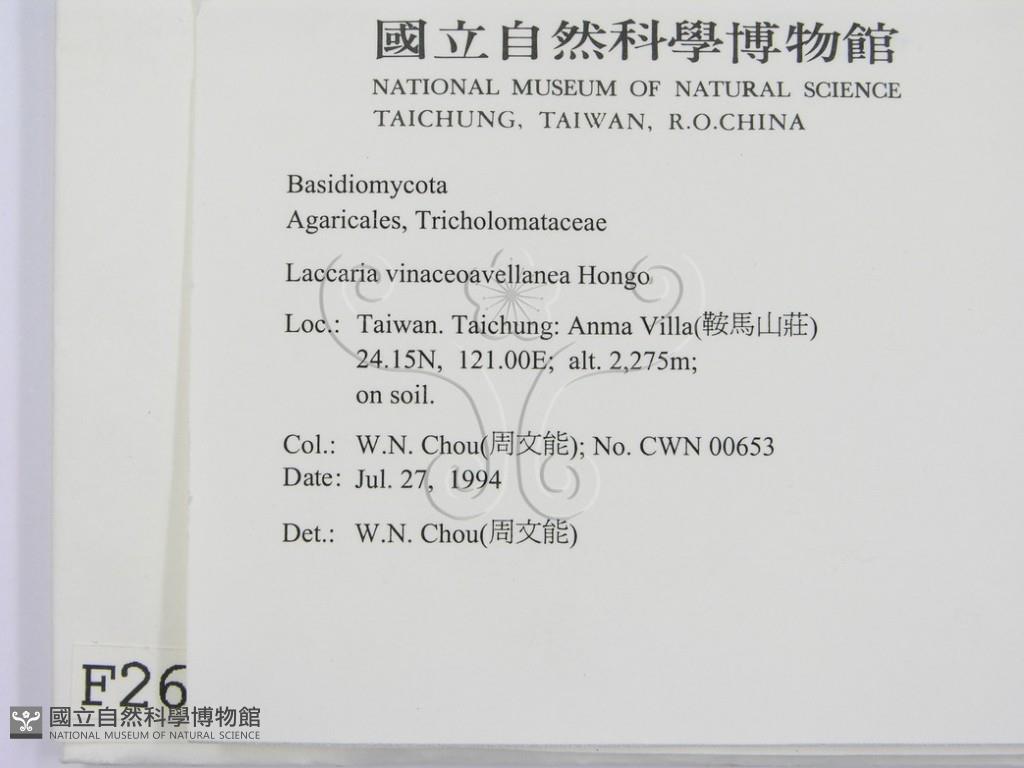 國立自然科學博物館
NATIONAL MUSEUM OF NATURAL SCIENCE
TAICHUNG, TAIWAN, R.O.CHINA
Basidiomycota
Agaricales, Tricholomataceae
Laccaria vinaceoavellanea Hongo
Loc.: Taiwan. Taichung: Anma Villa(鞍馬山莊)
24.15N, 121.00E; alt. 2,275m;
on soil.
Col.: W.N. Chou(周文能); No. CWN 00653
Date: Jul. 27, 1994
Det.: W.N. Chou(周文能)
F26
國立自然科學博物館
NATIONAL MUSEUM OF NATURAL SCIENCE